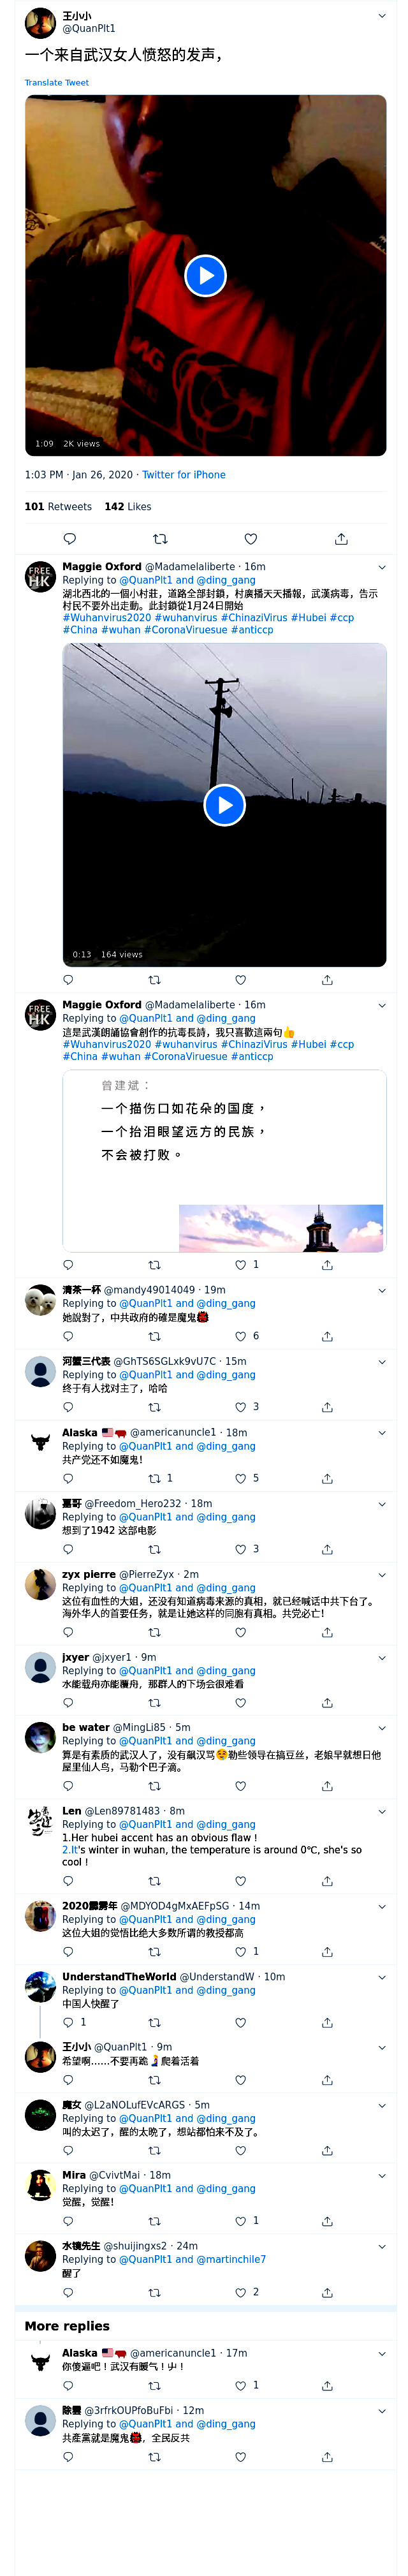 王小小
@QuanPlt1
一个来自武汉女人愤怒的发声，
Translate Tweet
1:09 2K views
1:03 PM · Jan 26, 2020 · Twitter for iPhone
101 Retweets 142 Likes
FREE HK
Maggie Oxford @Madamelaliberte · 16m
Replying to @QuanPlt1 and @ding_gang
湖北西北的一個小村莊，道路全部封鎖，村廣播天天播報，武漢病毒，告示
村民不要外出走動。此封鎖從1月24日開始
#Wuhanvirus2020 #wuhanvirus #ChinaziVirus #Hubei #ccp
#China #wuhan #CoronaViruesue #anticcp
0:13 164 views
FREE HK
Maggie Oxford @Madamelaliberte · 16m
Replying to @QuanPlt1 and @ding_gang
這是武漢朗誦協會創作的抗毒長詩，我只喜歡這兩句👍
#Wuhanvirus2020 #wuhanvirus #ChinaziVirus #Hubei #ccp
#China #wuhan #CoronaViruesue #anticcp
曾建斌：
一个描伤口如花朵的国度，
一个抬泪眼望远方的民族，
不会被打败。
1
清茶一杯 @mandy49014049 · 19m
Replying to @QuanPlt1 and @ding_gang
她說對了，中共政府的確是魔鬼👹
6
河蟹三代表 @GhTS6SGLxk9vU7C · 15m
Replying to @QuanPlt1 and @ding_gang
终于有人找对主了，哈哈
3
Alaska 🇺🇸🐂 @americanuncle1 · 18m
Replying to @QuanPlt1 and @ding_gang
共产党还不如魔鬼！
1 5
嘉哥 @Freedom_Hero232 · 18m
Replying to @QuanPlt1 and @ding_gang
想到了1942 这部电影
3
zyx pierre @PierreZyx · 2m
Replying to @QuanPlt1 and @ding_gang
这位有血性的大姐，还没有知道病毒来源的真相，就已经喊话中共下台了。
海外华人的首要任务，就是让她这样的同胞有真相。共党必亡！
jxyer @jxyer1 · 9m
Replying to @QuanPlt1 and @ding_gang
水能载舟亦能覆舟，那群人的下场会很难看
be water @MingLi85 · 5m
Replying to @QuanPlt1 and @ding_gang
算是有素质的武汉人了，没有飙汉骂😌勒些领导在搞豆丝，老娘早就想日他
屋里仙人鸟，马勒个巴子滴。
Len @Len89781483 · 8m
Replying to @QuanPlt1 and @ding_gang
1.Her hubei accent has an obvious flaw！
2.It's winter in wuhan, the temperature is around 0℃, she's so
cool！
@MDYOD4gMxAEFpSG · 14m
Replying to @QuanPlt1 and @ding_gang
这位大姐的觉悟比绝大多数所谓的教授都高
1
UnderstandTheWorld @UnderstandW · 10m
Replying to @QuanPlt1 and @ding_gang
中国人快醒了
1
王小小 @QuanPlt1 · 9m
希望啊……不要再跪🧎爬着活着
魔女 @L2aNOLufEVcARGS · 5m
Replying to @QuanPlt1 and @ding_gang
叫的太迟了，醒的太晚了，想站都怕来不及了。
Mira @CvivtMai · 18m
Replying to @QuanPlt1 and @ding_gang
觉醒，觉醒！
1
水镜先生 @shuijingxs2 · 24m
Replying to @QuanPlt1 and @martinchile7
醒了
2
More replies
Alaska 🇺🇸🐂 @americanuncle1 · 17m
你傻逼吧！武汉有暖气！屮！
1
除雲 @3rfrkOUPfoBuFbi · 12m
Replying to @QuanPlt1 and @ding_gang
共產黨就是魔鬼👹，全民反共